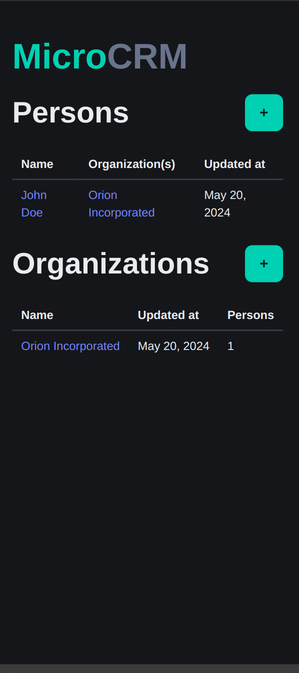 MicroCRM
Persons +
Name Organization(s) Updated at
John Orion May 20,
Doe Incorporated 2024
Organizations +
Name Updated at Persons
Orion Incorporated May 20, 2024 1